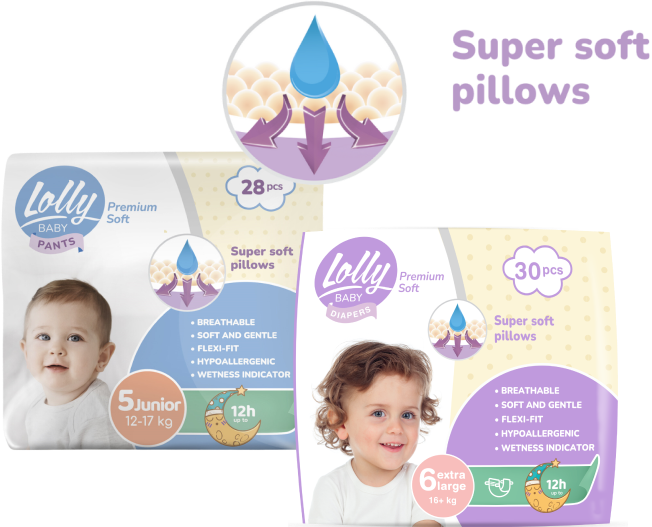 Super soft
pillows
Lolly
BABY
PANTS
Premium
Soft
28 pcs
Super soft
pillows
• BREATHABLE
• SOFT AND GENTLE
• FLEXI-FIT
• HYPOALLERGENIC
• WETNESS INDICATOR
5 Junior
12-17 kg
12h
up to
Lolly
BABY
DIAPERS
Premium
Soft
30 pcs
Super soft
pillows
• BREATHABLE
• SOFT AND GENTLE
• FLEXI-FIT
• HYPOALLERGENIC
• WETNESS INDICATOR
6 extra
large
16+ kg
12h
up to